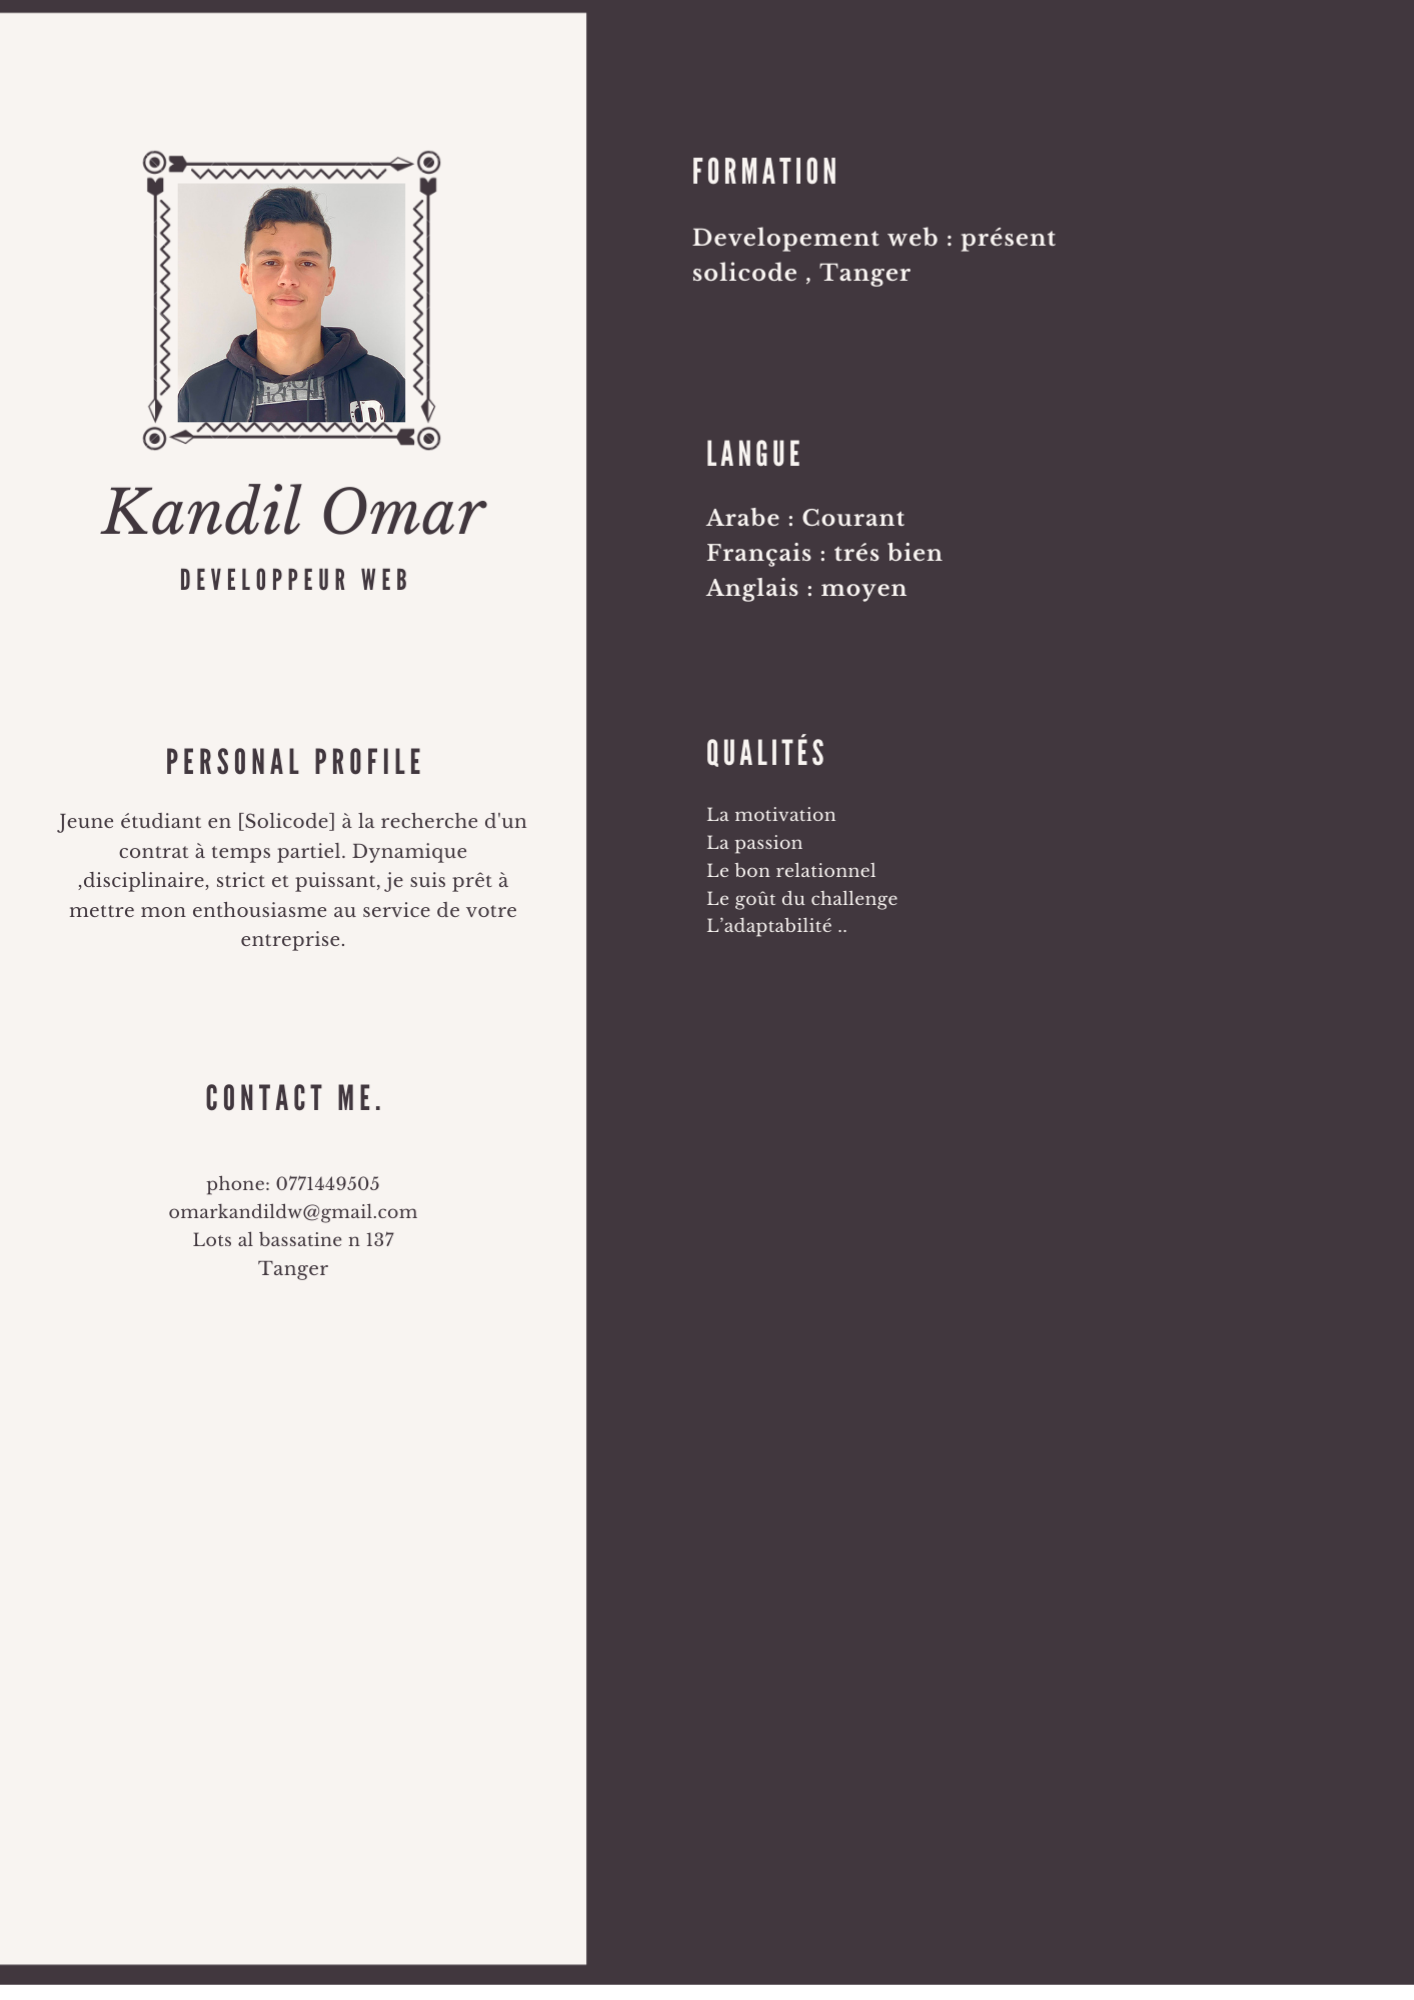 Kandil Omar
DEVELOPPEUR WEB
PERSONAL PROFILE
Jeune étudiant en [Solicode] à la recherche d'un
contrat à temps partiel. Dynamique
,disciplinaire, strict et puissant, je suis prêt à
mettre mon enthousiasme au service de votre
entreprise.
CONTACT ME.
phone: 0771449505
omarkandildw@gmail.com
Lots al bassatine n 137
Tanger
FORMATION
Developement web : présent
solicode , Tanger
LANGUE
Arabe : Courant
Français : trés bien
Anglais : moyen
QUALITÉS
La motivation
La passion
Le bon relationnel
Le goût du challenge
L’adaptabilité ..